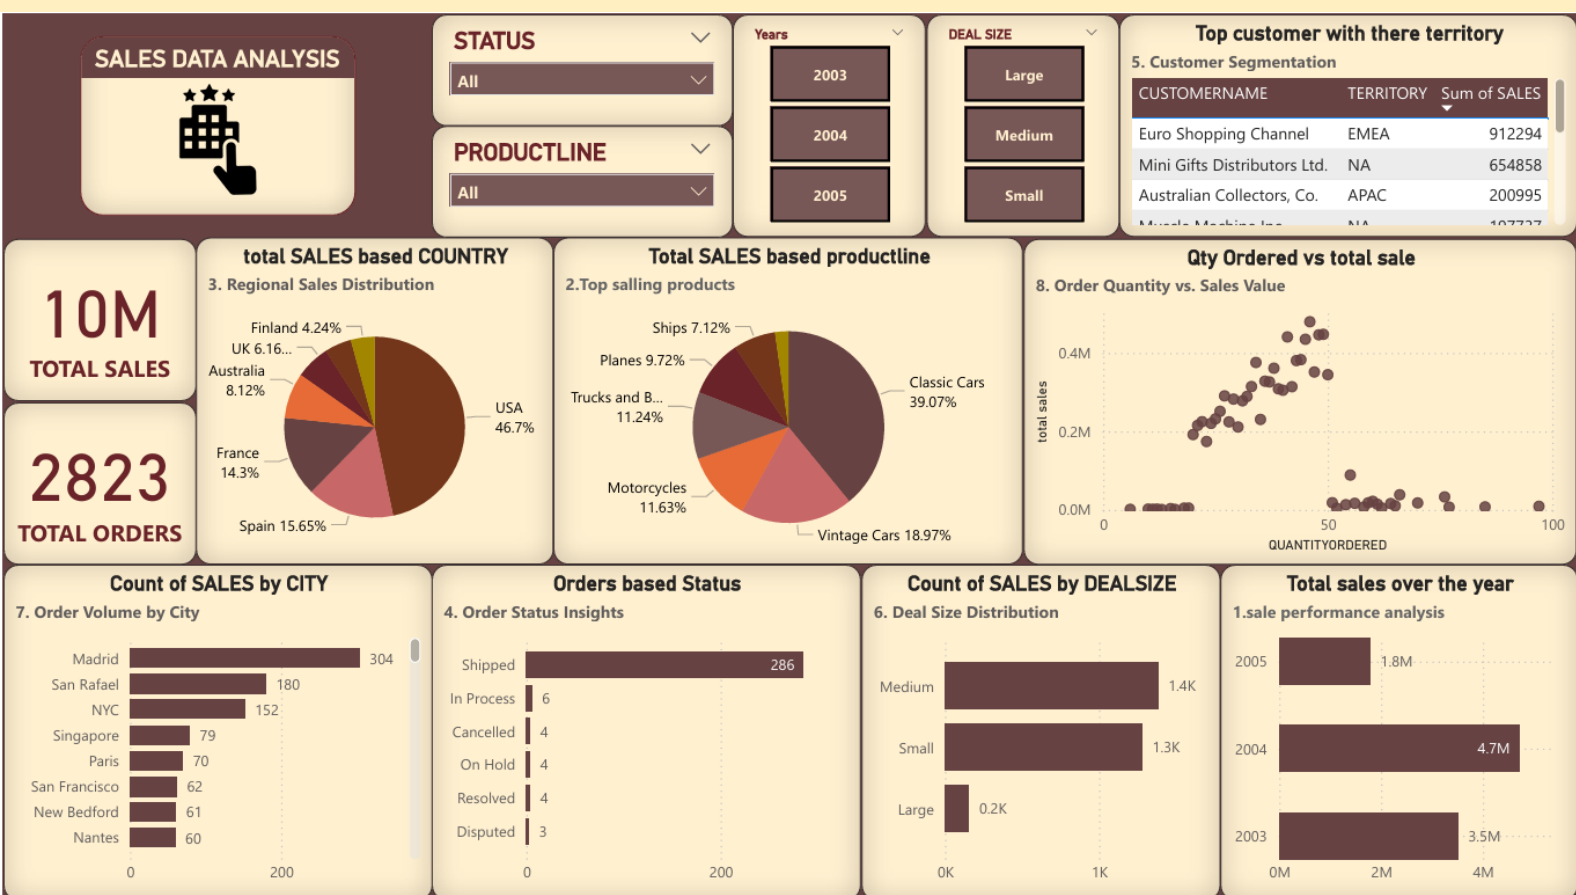 SALES DATA ANALYSIS
STATUS
All
PRODUCTLINE
All
Years
2003
2004
2005
DEAL SIZE
Large
Medium
Small
Top customer with there territory
5. Customer Segmentation
CUSTOMERNAME TERRITORY Sum of SALES
Euro Shopping Channel EMEA 912294
Mini Gifts Distributors Ltd. NA 654858
Australian Collectors, Co. APAC 200995
10M
TOTAL SALES
2823
TOTAL ORDERS
total SALES based COUNTRY
3. Regional Sales Distribution
Finland 4.24%
UK 6.16...
Australia
8.12%
France
14.3%
Spain 15.65%
USA
46.7%
Total SALES based productline
2.Top salling products
Ships 7.12%
Planes 9.72%
Trucks and B...
11.24%
Motorcycles
11.63%
Vintage Cars 18.97%
Classic Cars
39.07%
Qty Ordered vs total sale
8. Order Quantity vs. Sales Value
total sales
0.4M
0.2M
0.0M
0 50 100
QUANTITYORDERED
Count of SALES by CITY
7. Order Volume by City
Madrid 304
San Rafael 180
NYC 152
Singapore 79
Paris 70
San Francisco 62
New Bedford 61
Nantes 60
0 200
Orders based Status
4. Order Status Insights
Shipped 286
In Process 6
Cancelled 4
On Hold 4
Resolved 4
Disputed 3
0 200
Count of SALES by DEALSIZE
6. Deal Size Distribution
Medium 1.4K
Small 1.3K
Large 0.2K
0K 1K
Total sales over the year
1.sale performance analysis
2005 1.8M
2004 4.7M
2003 3.5M
0M 2M 4M